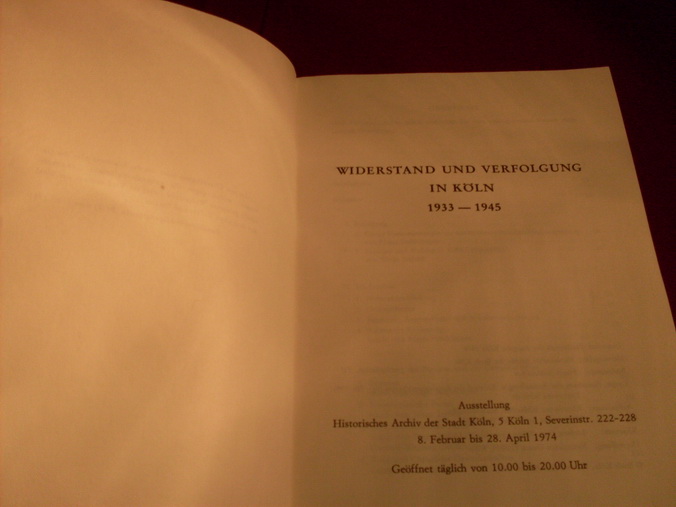 WIDERSTAND UND VERFOLGUNG
IN KÖLN
1933 — 1945
Ausstellung
Historisches Archiv der Stadt Köln, 5 Köln 1, Severinstr. 222-228
8. Februar bis 28. April 1974
Geöffnet täglich von 10.00 bis 20.00 Uhr